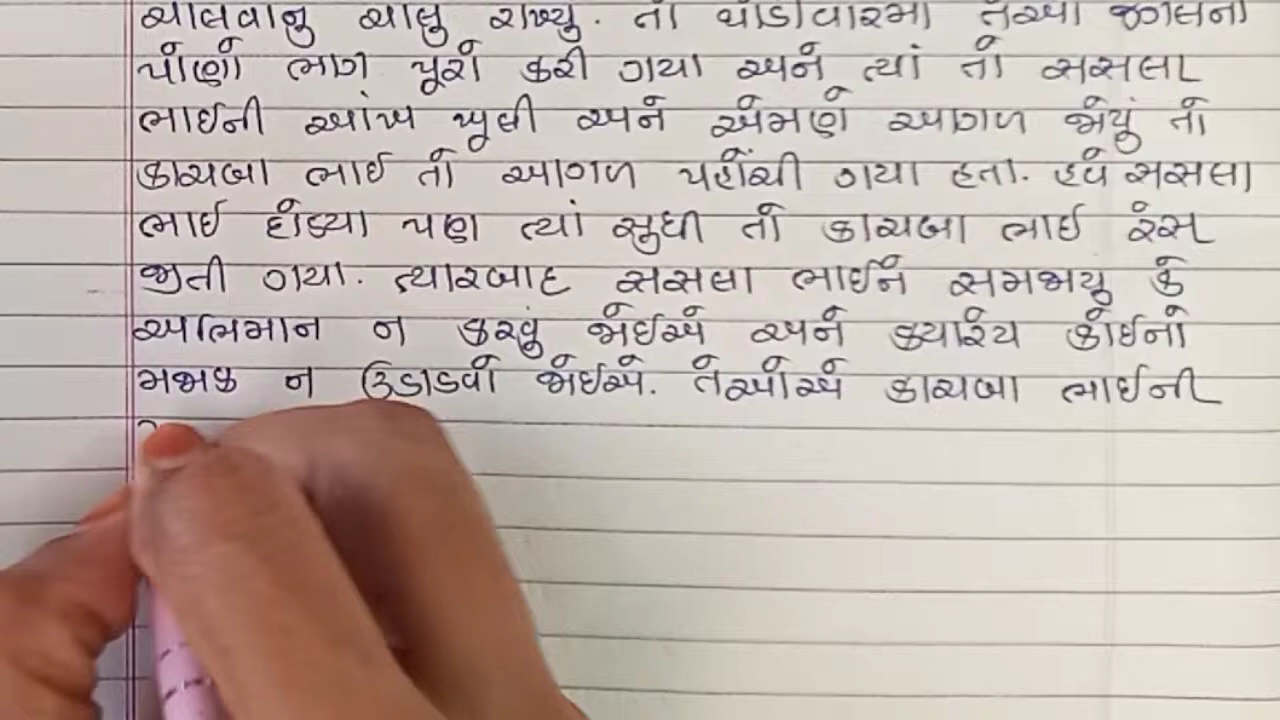 ચાલવાનુ ચાલુ રાખ્યુ. તો થોડીવારમાં તેઓ જંગલનો
પોણો ભાગ પૂરો કરી ગયા અને ત્યાં તો સસલા
ભાઈની આંખ ખૂલી અને એમણે આગળ જોયું તો
કાચબા ભાઈ તો આગળ પહોંચી ગયા હતા. હવે સસલા
ભાઈ દોડ્યા પણ ત્યાં સુધી તો કાચબા ભાઈ રેસ
જીતી ગયા. ત્યારબાદ સસલા ભાઈને સમજાયુ કે
અભિમાન ન કરવું જોઈએ અને ક્યારેય કોઈનો
મજાક ન ઉડાડવો જોઈએ. તેઓએ કાચબા ભાઈની